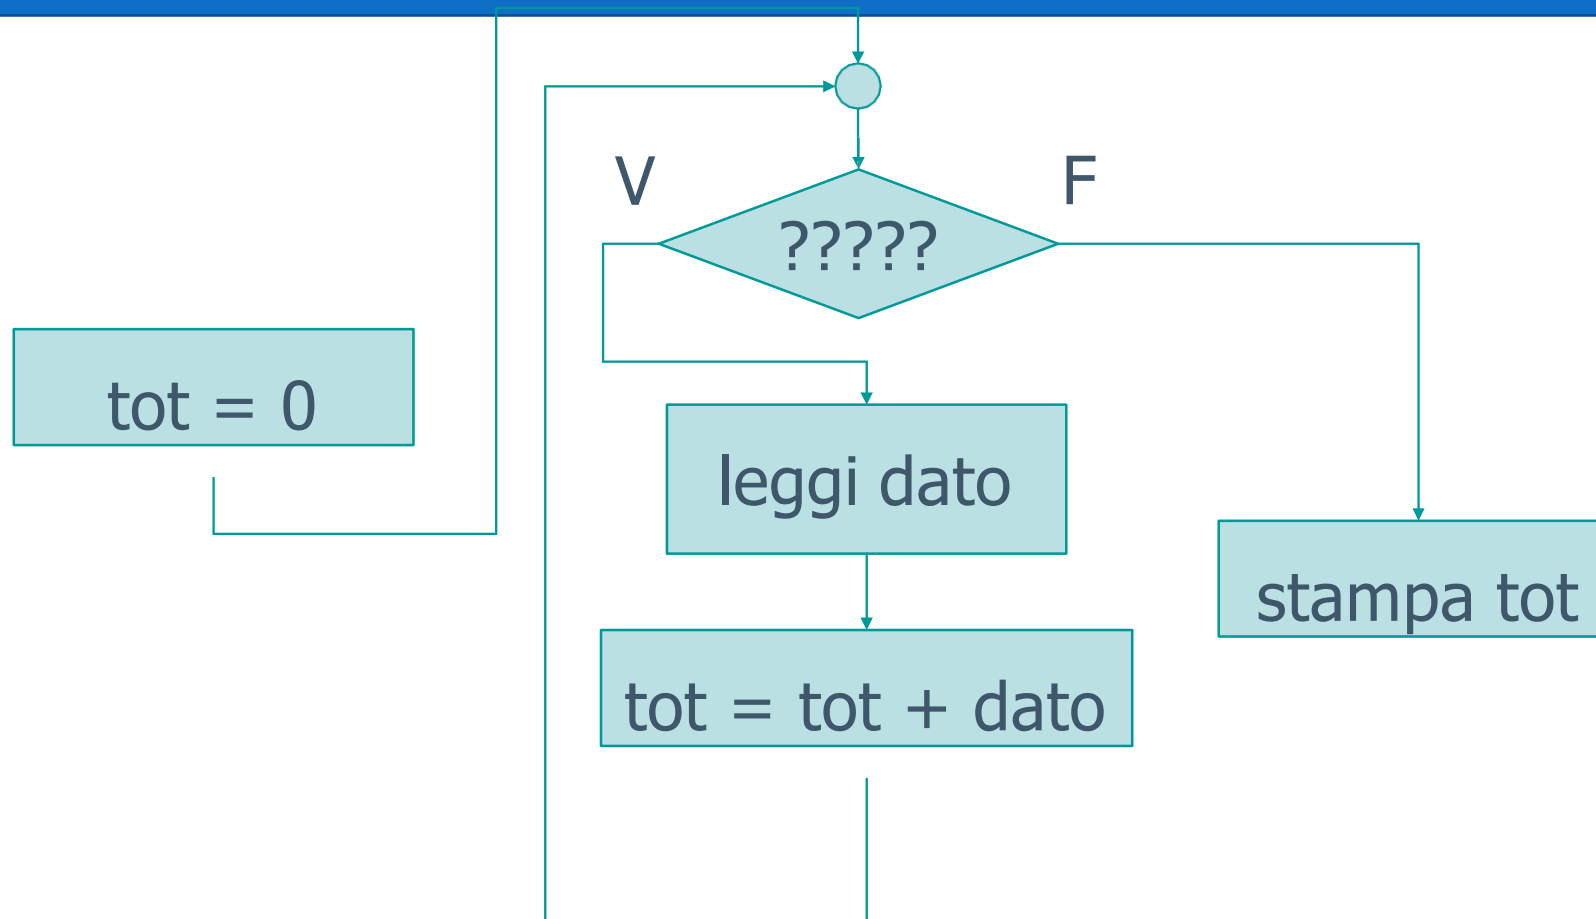 V
F
?????
tot = 0
leggi dato
stampa tot
tot = tot + dato